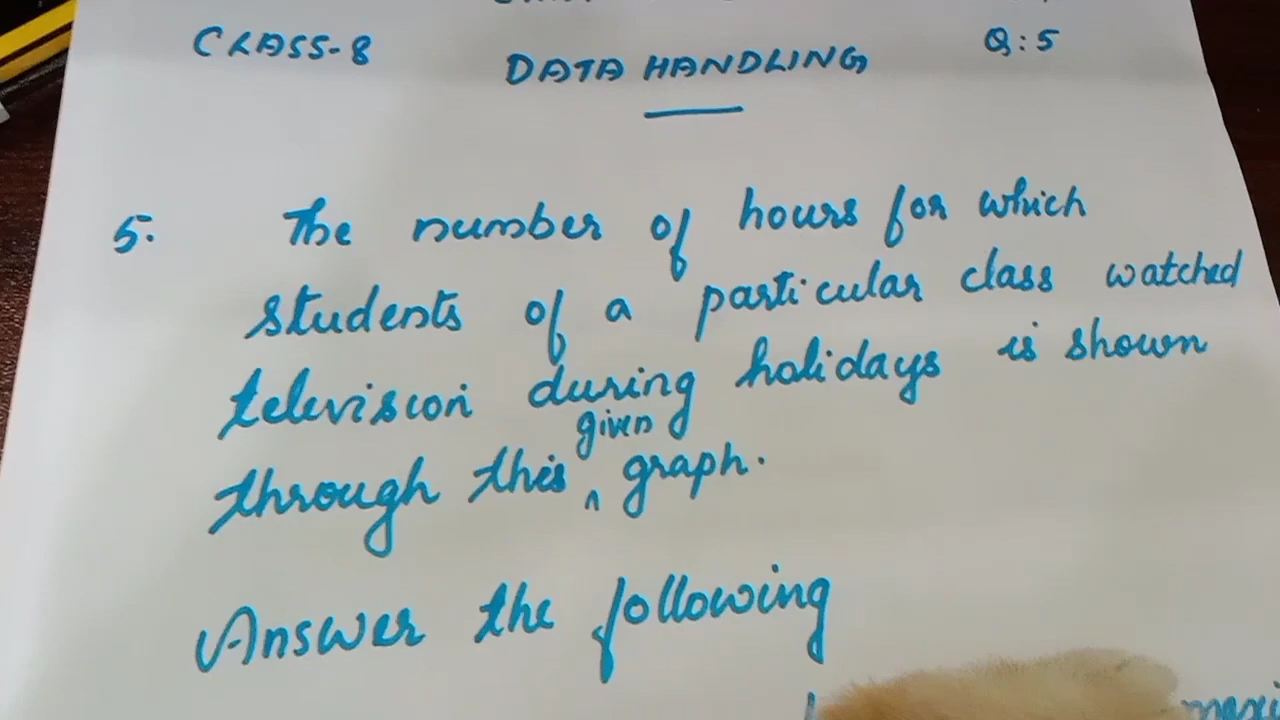 CLASS-8
DATA HANDLING
Q:5
5. The number of hours for which
students of a particular class watched
television during holidays is shown
given
through this ^ graph.
Answer the following